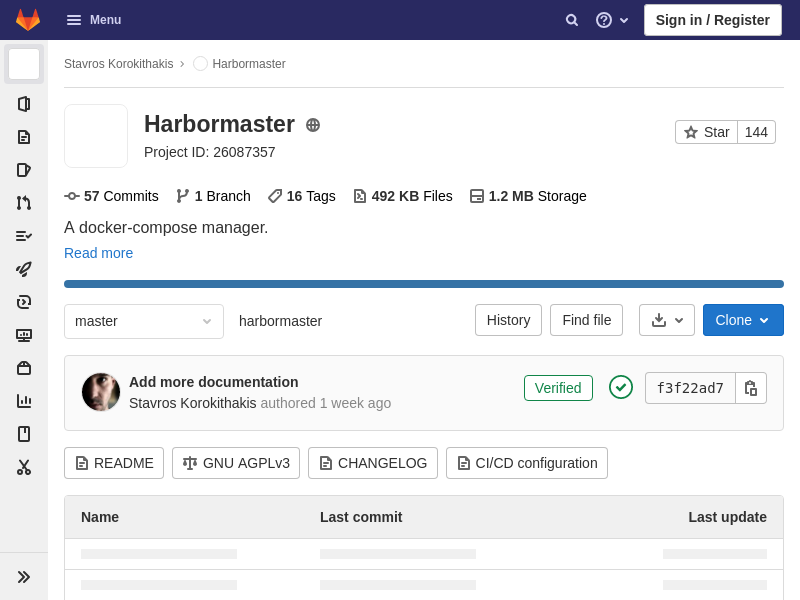 Menu
Sign in / Register
Stavros Korokithakis › Harbormaster
Harbormaster
Project ID: 26087357
Star 144
57 Commits 1 Branch 16 Tags 492 KB Files 1.2 MB Storage
A docker-compose manager.
Read more
master harbormaster History Find file Clone
Add more documentation
Stavros Korokithakis authored 1 week ago
Verified f3f22ad7
README GNU AGPLv3 CHANGELOG CI/CD configuration
Name Last commit Last update